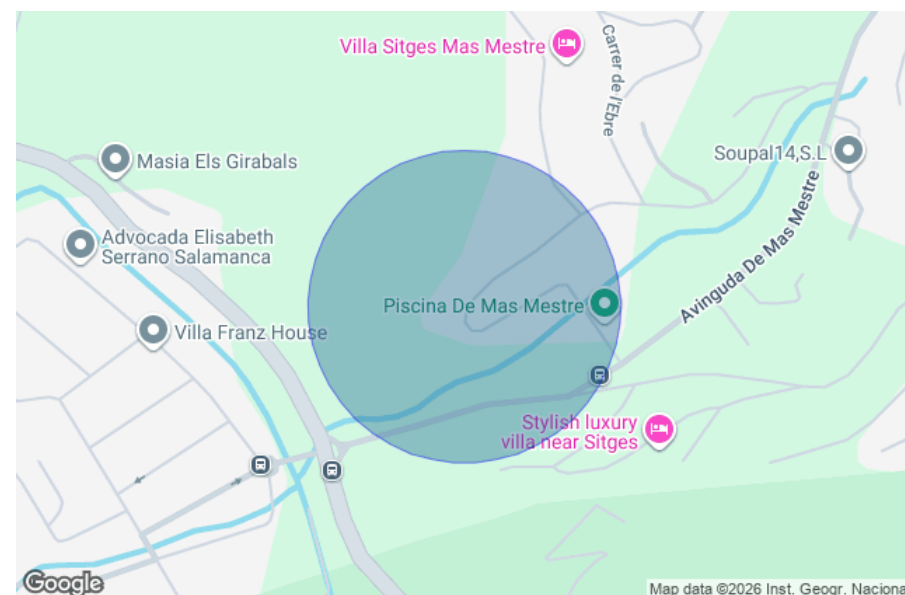 Villa Sitges Mas Mestre
Carrer de l'Ebre
Masia Els Girabals
Soupal14,S.L
Advocada Elisabeth
Serrano Salamanca
Avinguda De Mas Mestre
Piscina De Mas Mestre
Villa Franz House
Stylish luxury
villa near Sitges
Google
Map data ©2026 Inst. Geogr. Naciona